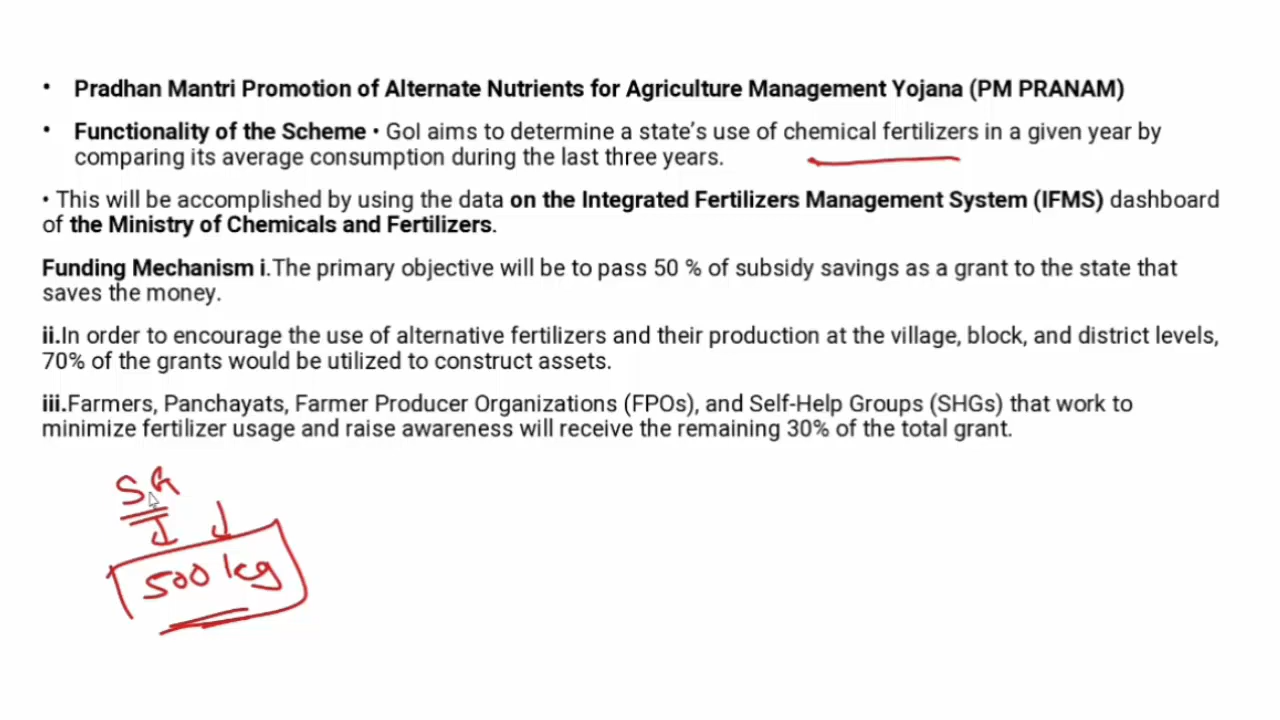 • Pradhan Mantri Promotion of Alternate Nutrients for Agriculture Management Yojana (PM PRANAM)
• Functionality of the Scheme • GoI aims to determine a state's use of chemical fertilizers in a given year by
comparing its average consumption during the last three years.
• This will be accomplished by using the data on the Integrated Fertilizers Management System (IFMS) dashboard
of the Ministry of Chemicals and Fertilizers.
Funding Mechanism i.The primary objective will be to pass 50 % of subsidy savings as a grant to the state that
saves the money.
ii.In order to encourage the use of alternative fertilizers and their production at the village, block, and district levels,
70% of the grants would be utilized to construct assets.
iii.Farmers, Panchayats, Farmer Producer Organizations (FPOs), and Self-Help Groups (SHGs) that work to
minimize fertilizer usage and raise awareness will receive the remaining 30% of the total grant.
500 kg